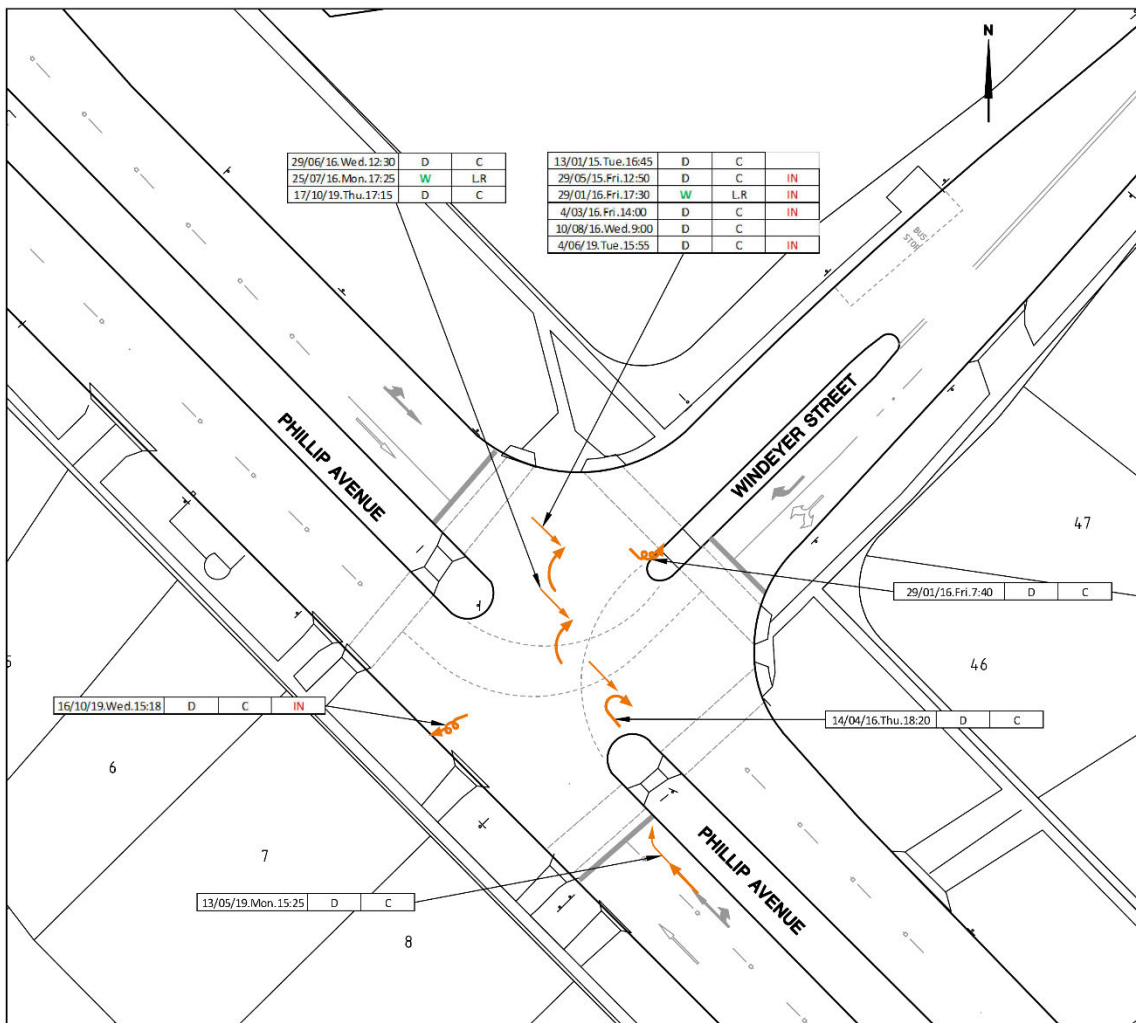 N
29/06/16.Wed.12:30 D C
25/07/16.Mon.17:25 W L.R
17/10/19.Thu.17:15 D C
13/01/15.Tue.16:45 D C
29/05/15.Fri.12:50 D C IN
29/01/16.Fri.17:30 W L.R IN
4/03/16.Fri.14:00 D C IN
10/08/16.Wed.9:00 D C
4/06/19.Tue.15:55 D C IN
BUS
STOP
PHILLIP AVENUE
WINDEYER STREET
47
29/01/16.Fri.7:40 D C
46
16/10/19.Wed.15:18 D C IN
14/04/16.Thu.18:20 D C
6
7
PHILLIP AVENUE
13/05/19.Mon.15:25 D C
8